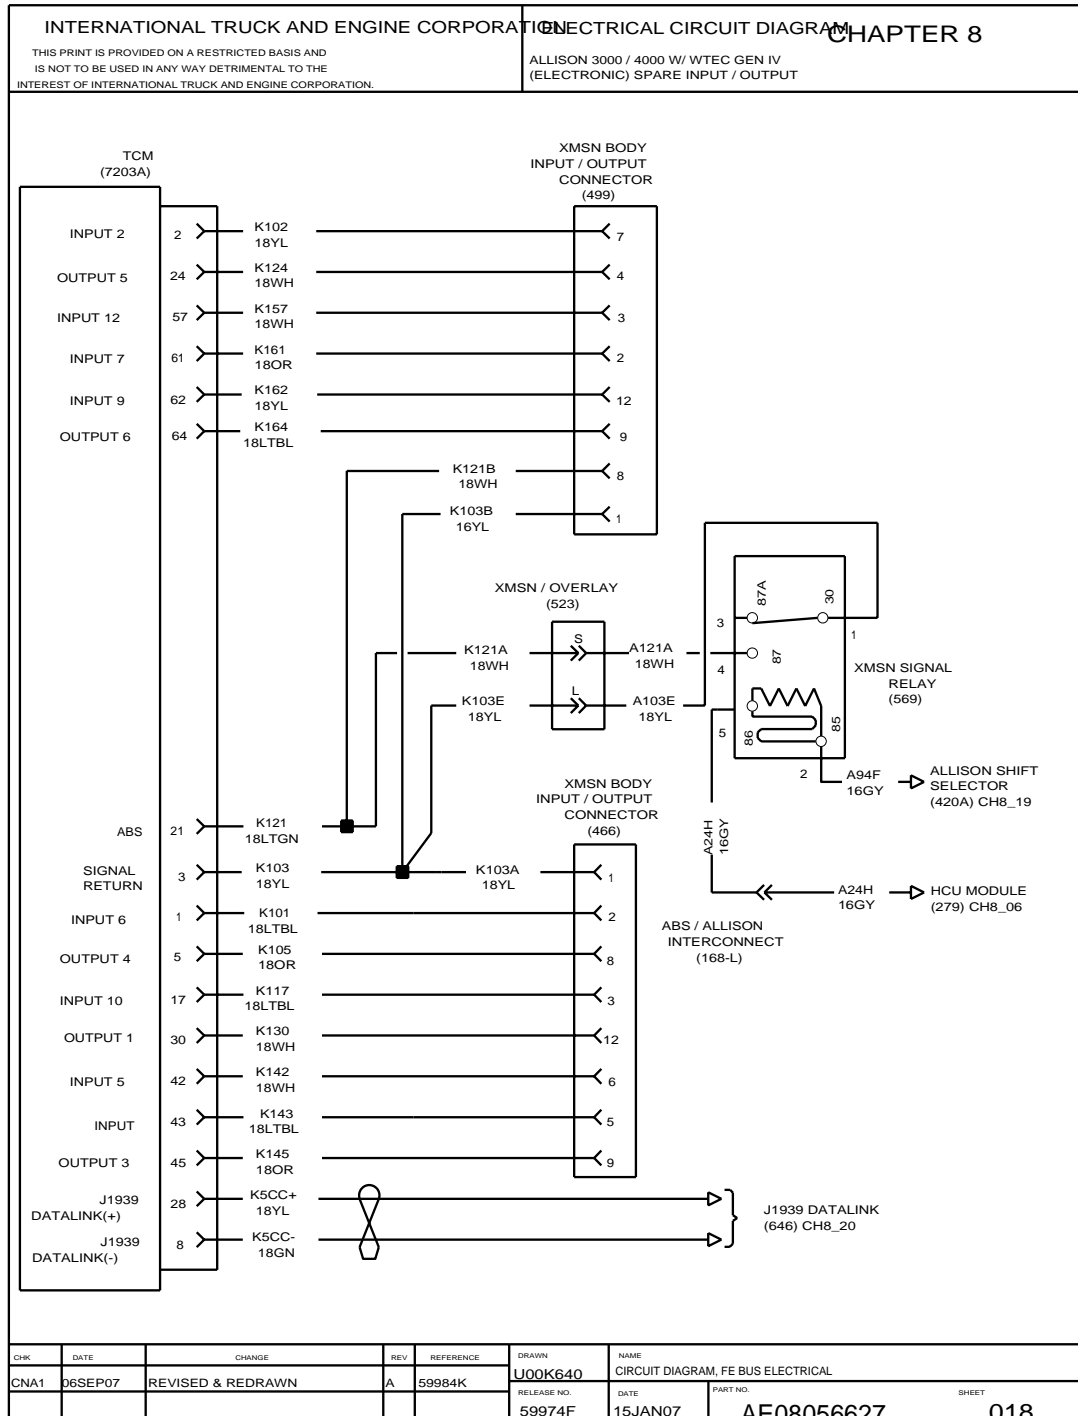 INTERNATIONAL TRUCK AND ENGINE CORPORATION
THIS PRINT IS PROVIDED ON A RESTRICTED BASIS AND
IS NOT TO BE USED IN ANY WAY DETRIMENTAL TO THE
INTEREST OF INTERNATIONAL TRUCK AND ENGINE CORPORATION.
ELECTRICAL CIRCUIT DIAGRAM
CHAPTER 8
ALLISON 3000 / 4000 W/ WTEC GEN IV
(ELECTRONIC) SPARE INPUT / OUTPUT
TCM
(7203A)
XMSN BODY
INPUT / OUTPUT
CONNECTOR
(499)
INPUT 2 2 K102 7
18YL
OUTPUT 5 24 K124 4
18WH
INPUT 12 57 K157 3
18WH
INPUT 7 61 K161 2
18OR
INPUT 9 62 K162 12
18YL
OUTPUT 6 64 K164 9
18LTBL
K121B 8
18WH
K103B 1
16YL
XMSN / OVERLAY
(523)
K121A S A121A
18WH 18WH
K103E L A103E
18YL 18YL
87A 30
3 1
4 87
5 86 85
2
XMSN SIGNAL
RELAY
(569)
A94F
16GY
ALLISON SHIFT
SELECTOR
(420A) CH8_19
A24H
16GY
A24H
16GY
HCU MODULE
(279) CH8_06
ABS / ALLISON
INTERCONNECT
(168-L)
XMSN BODY
INPUT / OUTPUT
CONNECTOR
(466)
ABS 21 K121
18LTGN
SIGNAL
RETURN 3 K103 K103A 1
18YL 18YL
INPUT 6 1 K101 2
18LTBL
OUTPUT 4 5 K105 8
18OR
INPUT 10 17 K117 3
18LTBL
OUTPUT 1 30 K130 12
18WH
INPUT 5 42 K142 6
18WH
INPUT 43 K143 5
18LTBL
OUTPUT 3 45 K145 9
18OR
J1939
DATALINK(+) 28 K5CC+
18YL
J1939
DATALINK(-) 8 K5CC-
18GN
J1939 DATALINK
(646) CH8_20
CHK DATE CHANGE REV REFERENCE
CNA1 06SEP07 REVISED & REDRAWN A 59984K
DRAWN
U00K640
NAME
CIRCUIT DIAGRAM, FE BUS ELECTRICAL
RELEASE NO.
59974F
DATE
15JAN07
PART NO.
AE08056627
SHEET
018